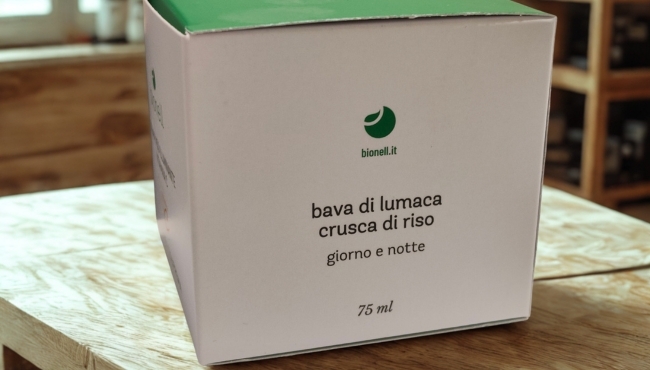 bionell.it
bava di lumaca
crusca di riso
giorno e notte
75 ml